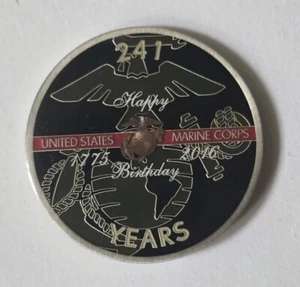 241
Happy
UNITED STATES MARINE CORPS
1775 2016
Birthday
YEARS